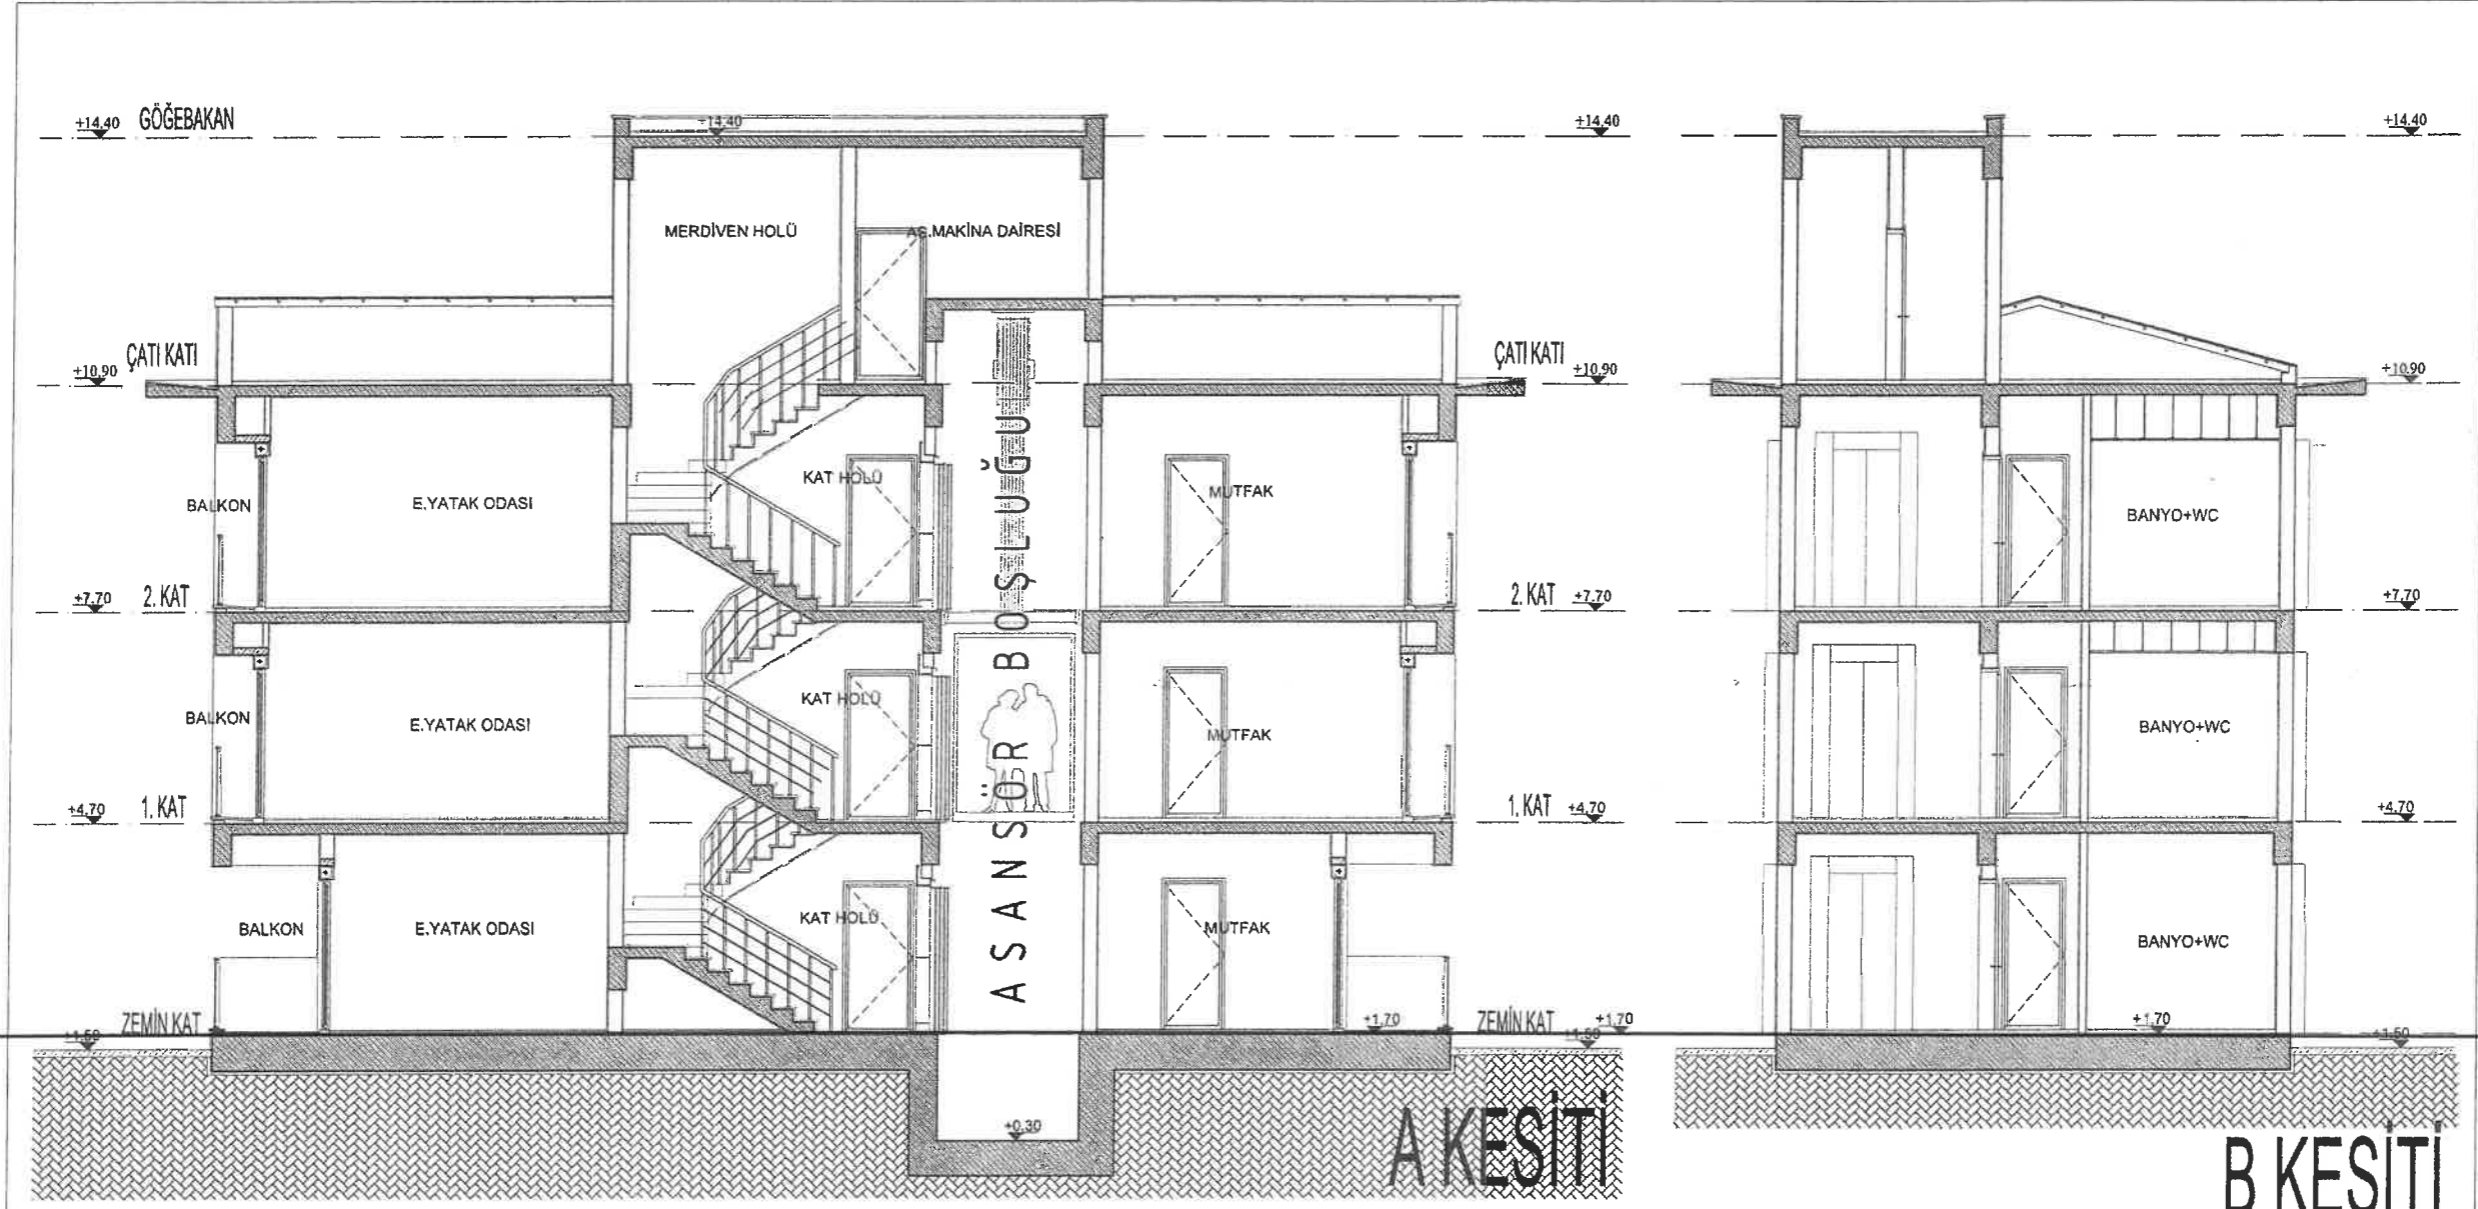 +14,40 GÖĞEBAKAN +14,40 +14,40 +14,40
MERDİVEN HOLÜ AS.MAKİNA DAİRESİ
ÇATI KATI ÇATI KATI
+10,90 +10,90 +10,90
BALKON E.YATAK ODASI KAT HOLÜ MUTFAK BANYO+WC
+7,70 2. KAT 2. KAT +7,70 +7,70
BALKON E.YATAK ODASI KAT HOLÜ MUTFAK BANYO+WC
+4,70 1. KAT 1. KAT +4,70 +4,70
BALKON E.YATAK ODASI KAT HOLÜ MUTFAK BANYO+WC
ASANSÖR BOŞLUĞU
ZEMİN KAT +1,70 ZEMİN KAT +1,70 +1,70
+1,50 +1,50 +1,50
+0,30
A KESİTİ
B KESİTİ